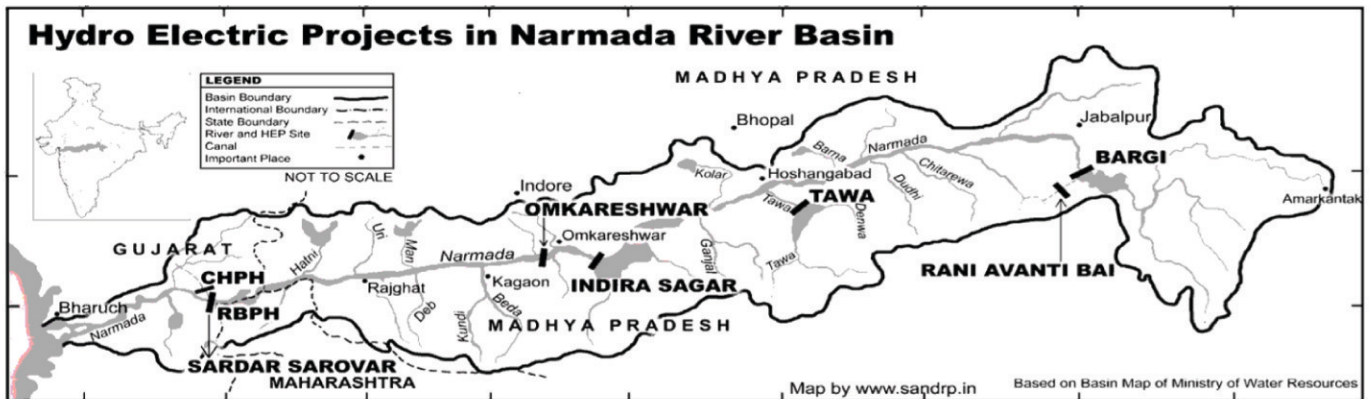 Hydro Electric Projects in Narmada River Basin
LEGEND
Basin Boundary
International Boundary
State Boundary
River and HEP Site
Canal
Important Place
NOT TO SCALE
MADHYA PRADESH
Bhopal
Jabalpur
Narmada
Barna
BARGI
Kolar
Hoshangabad
Chitarewa
Dudhi
Indore
TAWA
Tawa
Amarkantak
OMKARESHWAR
Denwa
Omkareshwar
GUJARAT
Uri
Man
Hatni
Narmada
Ganjal
Tawa
RANI AVANTI BAI
CHPH
Kagaon
INDIRA SAGAR
Rajghat
Bharuch
RBPH
Deb
Beda
Kundi
Narmada
MADHYA PRADESH
SARDAR SAROVAR
MAHARASHTRA
Map by www.sandrp.in
Based on Basin Map of Ministry of Water Resources